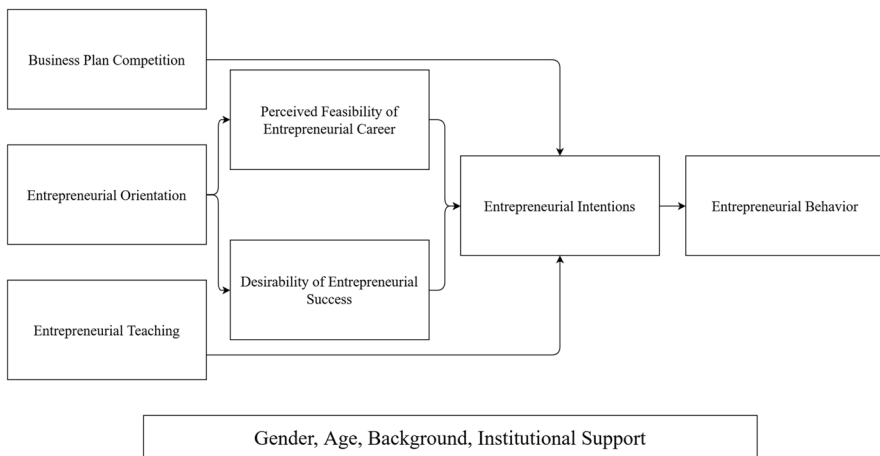 Business Plan Competition
Perceived Feasibility of
Entrepreneurial Career
Entrepreneurial Orientation
Entrepreneurial Intentions
Entrepreneurial Behavior
Desirability of Entrepreneurial
Success
Entrepreneurial Teaching
Gender, Age, Background, Institutional Support